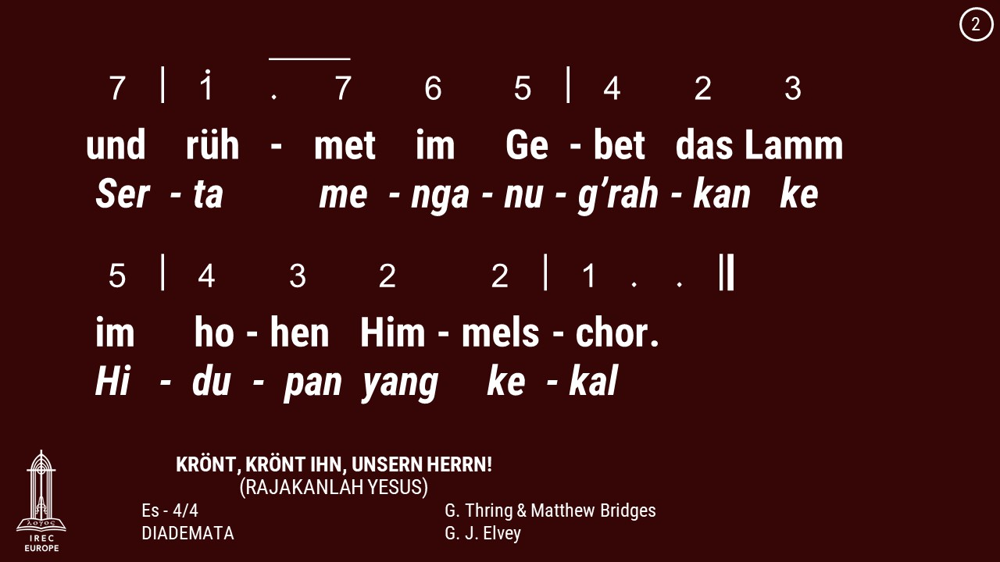 2
7 | 1̇ . 7 6 5 | 4 2 3
und rüh - met im Ge - bet das Lamm
Ser - ta me - nga - nu - g’rah - kan ke
5 | 4 3 2 2 | 1 . . ||
im ho - hen Him - mels - chor.
Hi - du - pan yang ke - kal
KRÖNT, KRÖNT IHN, UNSERN HERRN!
(RAJAKANLAH YESUS)
Es - 4/4 G. Thring & Matthew Bridges
DIADEMATA G. J. Elvey
λογος
IREC
EUROPE